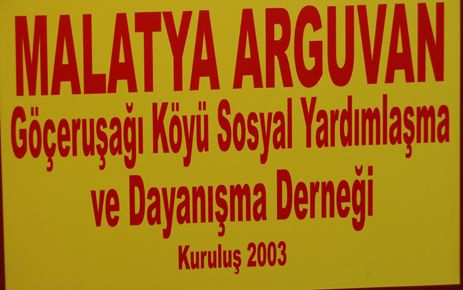 MALATYA ARGUVAN
Göçeruşağı Köyü Sosyal Yardımlaşma
ve Dayanışma Derneği
Kuruluş 2003